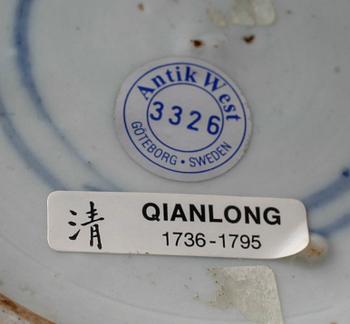 Antik West
3326
GÖTEBORG • SWEDEN
清
QIANLONG
1736-1795